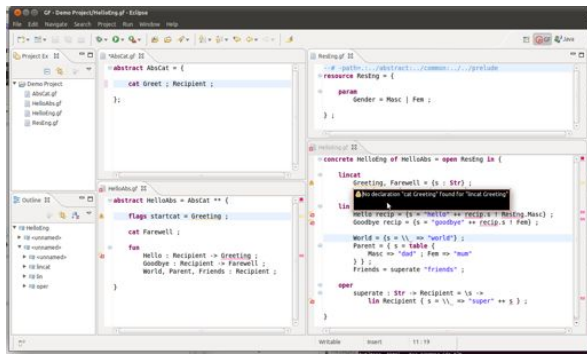 GF - Demo Project/HelloEng.gf - Eclipse
File Edit Navigate Search Project Run Window Help
GF Java
Project Ex
Demo Project
AbsCat.gf
HelloAbs.gf
HelloEng.gf
ResEng.gf
*AbsCat.gf
abstract AbsCat = {
cat Greet ; Recipient ;
};
ResEng.gf
--# -path=.:../abstract:../common:../../prelude
resource ResEng = {
param
Gender = Masc | Fem ;
} ;
Outline
HelloEng
<unnamed>
<unnamed>
lincat
lin
oper
HelloAbs.gf
abstract HelloAbs = AbsCat ** {
flags startcat = Greeting ;
cat Farewell ;
fun
Hello : Recipient -> Greeting ;
Goodbye : Recipient -> Farewell ;
World, Parent, Friends : Recipient ;
}
HelloEng.gf
concrete HelloEng of HelloAbs = open ResEng in {
lincat
Greeting, Farewell = {s : Str} ;
No declaration "cat Greeting" found for "lincat Greeting"
lin
Hello recip = {s = "hello" ++ recip.s ! ResEng.Masc} ;
Goodbye recip = {s = "goodbye" ++ recip.s ! Fem} ;
World = {s = \\_ => "world"} ;
Parent = { s = table {
Masc => "dad" ; Fem => "mum"
} } ;
Friends = superate "friends" ;
oper
superate : Str -> Recipient = \s ->
lin Recipient { s = \\_ => "super" ++ s } ;
}
Writable Insert 11 : 19